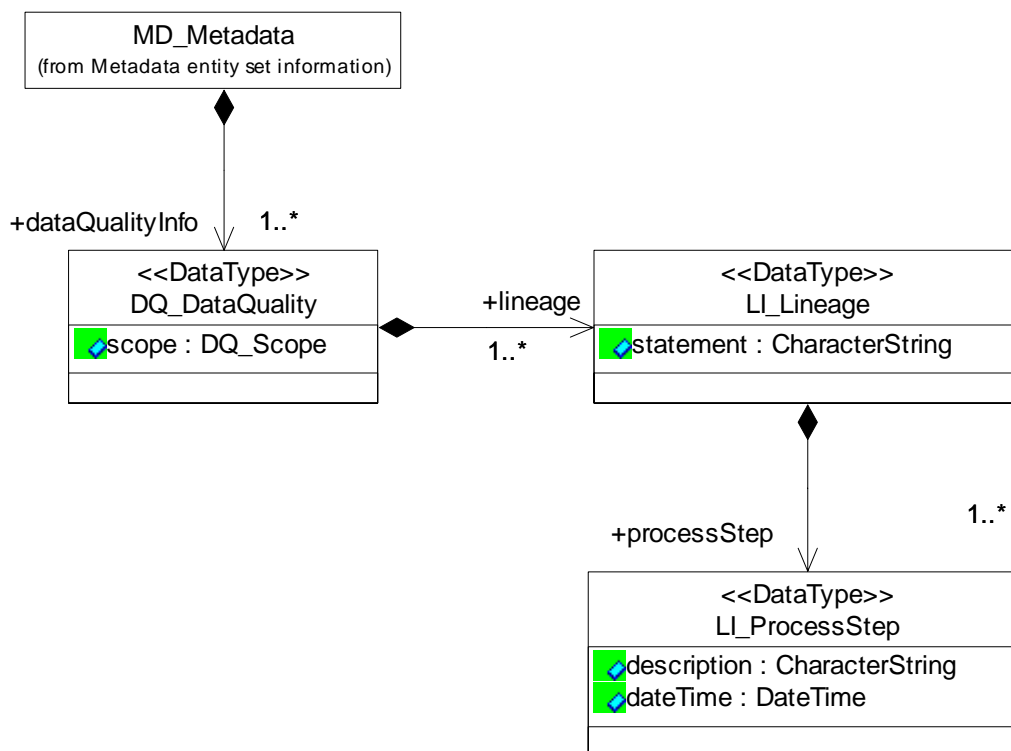 MD_Metadata
(from Metadata entity set information)
+dataQualityInfo
1..*
<<DataType>>
DQ_DataQuality
scope : DQ_Scope
+lineage
1..*
<<DataType>>
LI_Lineage
statement : CharacterString
+processStep
1..*
<<DataType>>
LI_ProcessStep
description : CharacterString
dateTime : DateTime